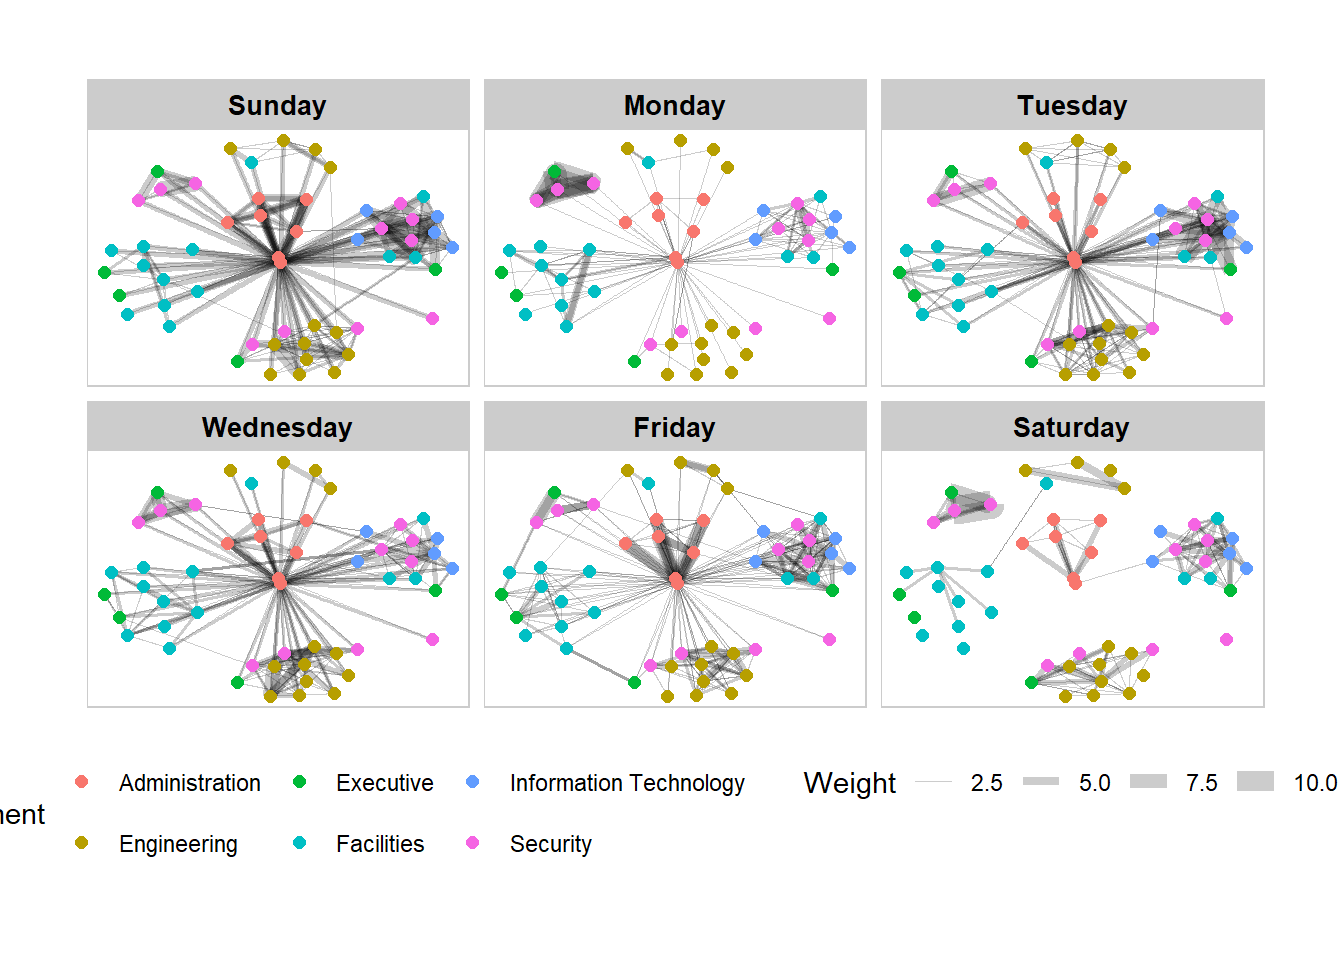 Sunday
Monday
Tuesday
Wednesday
Friday
Saturday
Administration
Executive
Information Technology
Weight
2.5
5.0
7.5
10.0
Engineering
Facilities
Security